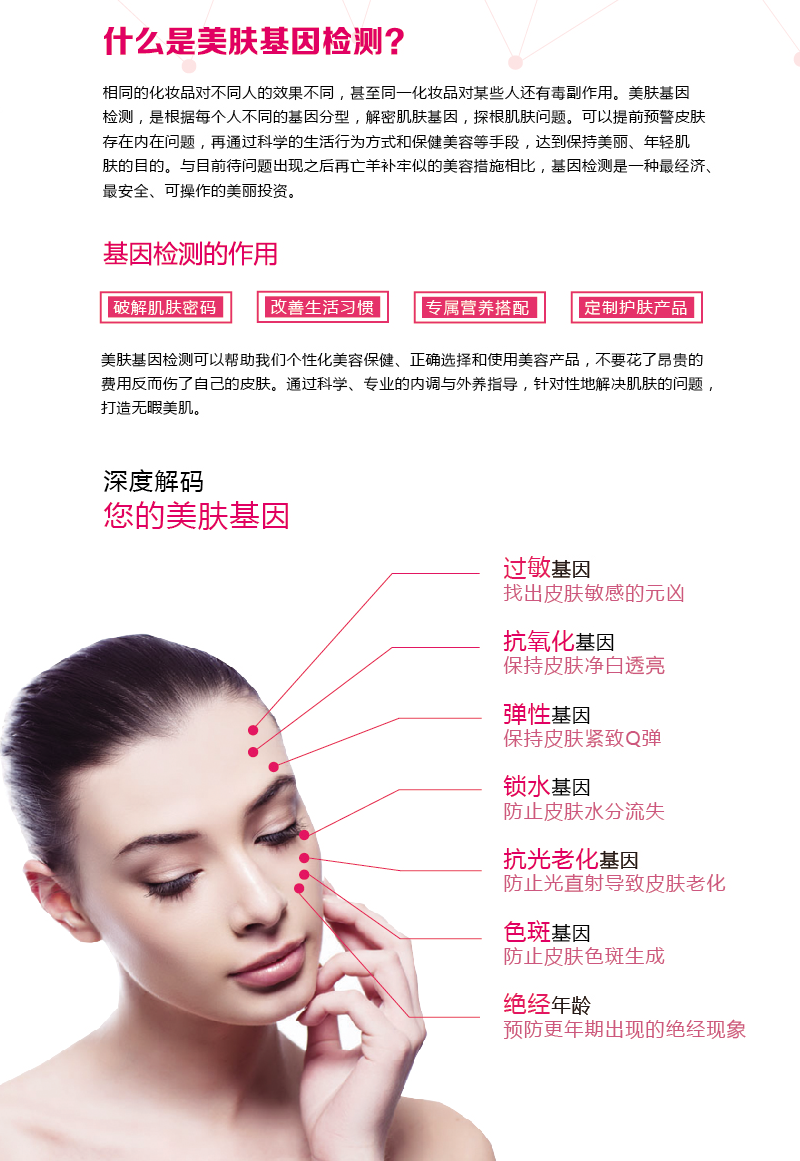 什么是美肤基因检测?
相同的化妆品对不同人的效果不同，甚至同一化妆品对某些人还有毒副作用。美肤基因
检测，是根据每个人不同的基因分型，解密肌肤基因，探根肌肤问题。可以提前预警皮肤
存在内在问题，再通过科学的生活行为方式和保健美容等手段，达到保持美丽、年轻肌
肤的目的。与目前待问题出现之后再亡羊补牢似的美容措施相比，基因检测是一种最经济、
最安全、可操作的美丽投资。
基因检测的作用
破解肌肤密码 改善生活习惯 专属营养搭配 定制护肤产品
美肤基因检测可以帮助我们个性化美容保健、正确选择和使用美容产品，不要花了昂贵的
费用反而伤了自己的皮肤。通过科学、专业的内调与外养指导，针对性地解决肌肤的问题，
打造无暇美肌。
深度解码
您的美肤基因
过敏基因
找出皮肤敏感的元凶
抗氧化基因
保持皮肤净白透亮
弹性基因
保持皮肤紧致Q弹
锁水基因
防止皮肤水分流失
抗光老化基因
防止光直射导致皮肤老化
色斑基因
防止皮肤色斑生成
绝经年龄
预防更年期出现的绝经现象